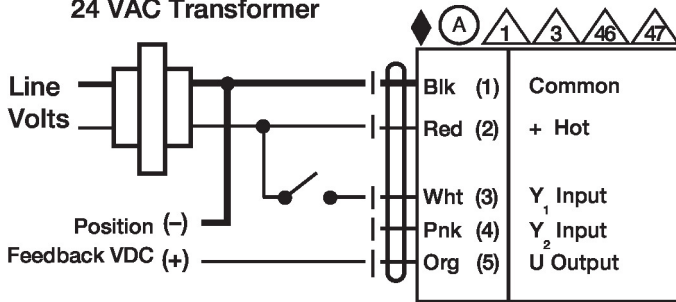 24 VAC Transformer
A 1 3 46 47
Line
Volts
Blk (1) Common
Red (2) + Hot
Wht (3) Y1 Input
Position (–)
Pnk (4) Y2 Input
Feedback VDC (+)
Org (5) U Output